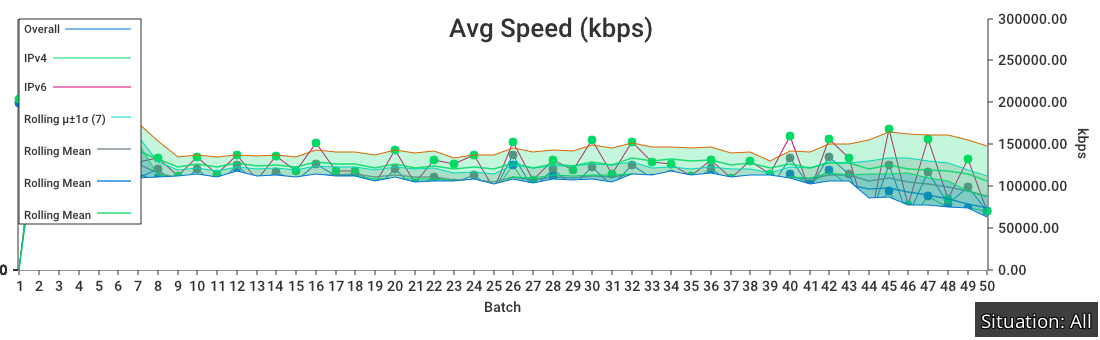 Avg Speed (kbps)
Overall
IPv4
IPv6
Rolling µ±1σ (7)
Rolling Mean
Rolling Mean
Rolling Mean
300000.00
250000.00
200000.00
150000.00
100000.00
50000.00
0.00
kbps
0
1 2 3 4 5 6 7 8 9 10 11 12 13 14 15 16 17 18 19 20 21 22 23 24 25 26 27 28 29 30 31 32 33 34 35 36 37 38 39 40 41 42 43 44 45 46 47 48 49 50
Batch
Situation: All